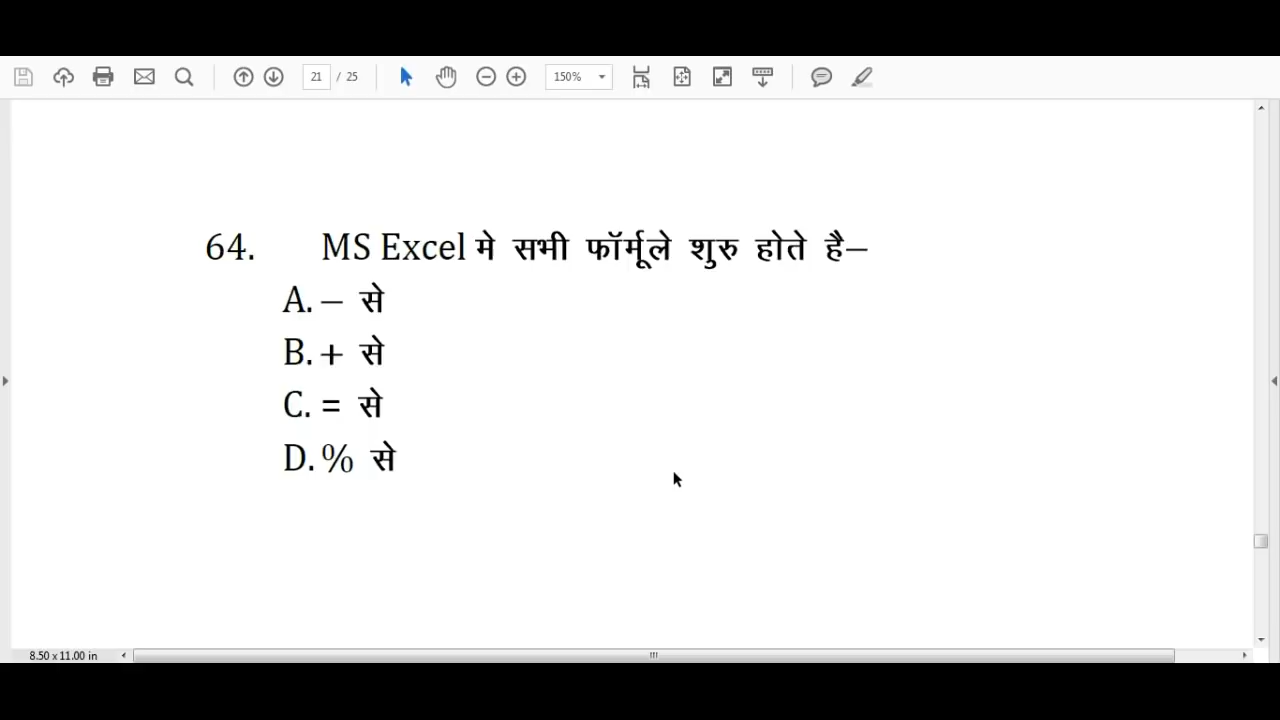 21 / 25
150%
64. MS Excel मे सभी फॉर्मूले शुरु होते है–
A. – से
B. + से
C. = से
D. % से
8.50 x 11.00 in